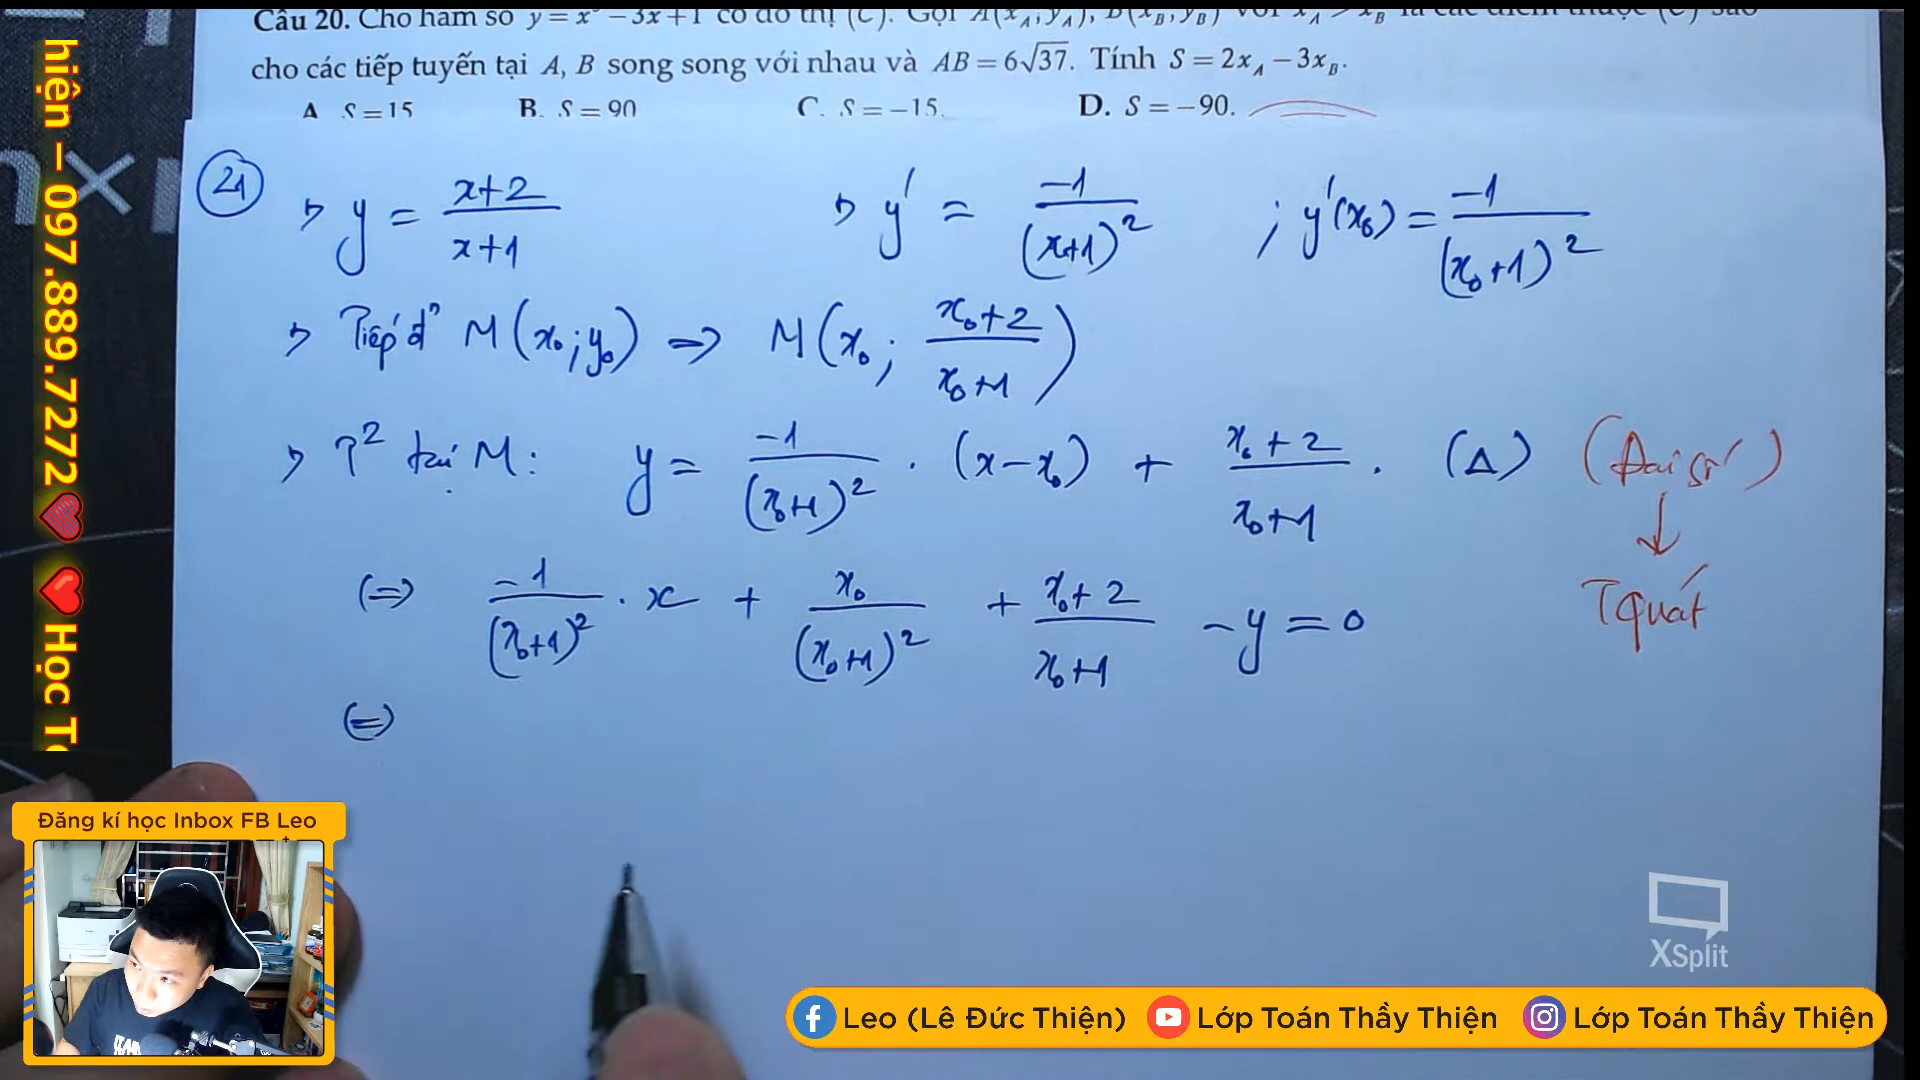 Câu 20. Cho hàm số y = x³ − 3x + 1 có đồ thị (C). Gọi A(x_A; y_A), B(x_B; y_B) với x_A > x_B là các điểm thuộc (C) sao
cho các tiếp tuyến tại A, B song song với nhau và AB = 6√37. Tính S = 2x_A − 3x_B.
A. S = 15 B. S = 90 C. S = −15. D. S = −90.
21 y = (x+2)/(x+1) y' = −1/(x+1)² ; y'(x₀) = −1/(x₀+1)²
Tiếp đ² M(x₀; y₀) => M(x₀; (x₀+2)/(x₀+1))
T² tại M: y = −1/(x₀+1)² . (x − x₀) + (x₀+2)/(x₀+1) . (Δ) (Đại số)
(=) −1/(x₀+1)² . x + x₀/(x₀+1)² + (x₀+2)/(x₀+1) − y = 0 Tquát
(=)
hiện – 097.889.7272 ♥ ♥ Học To
Đăng kí học Inbox FB Leo
XSplit
Leo (Lê Đức Thiện) Lớp Toán Thầy Thiện Lớp Toán Thầy Thiện